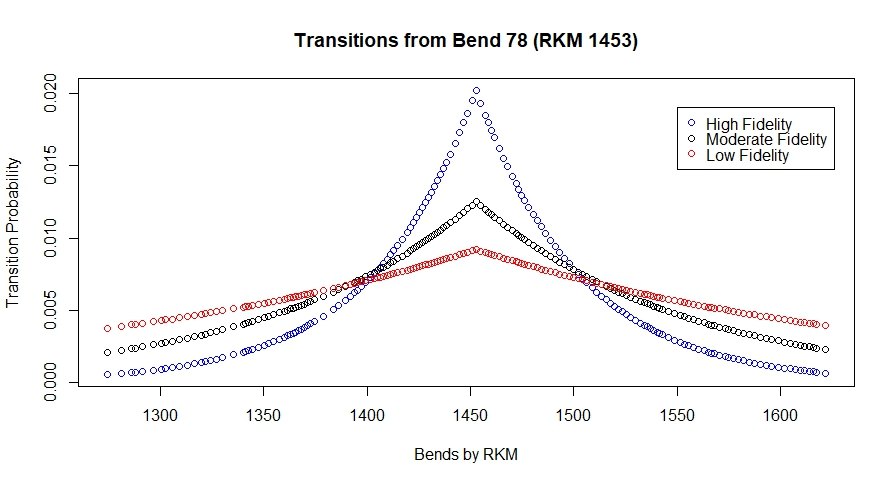 Transitions from Bend 78 (RKM 1453)
Transition Probability
0.020
0.015
0.010
0.005
0.000
High Fidelity
Moderate Fidelity
Low Fidelity
1300 1350 1400 1450 1500 1550 1600
Bends by RKM